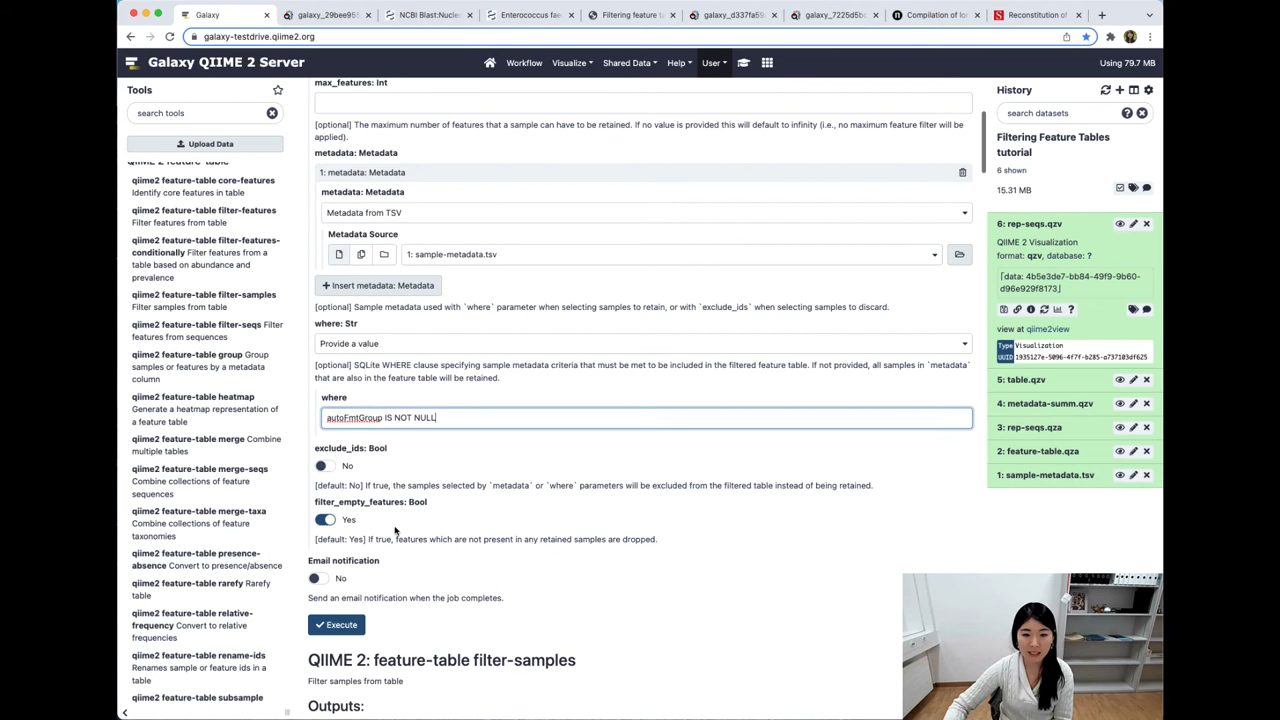 Galaxy
galaxy_29bee955
NCBI Blast:Nucle
Enterococcus fae
Filtering feature ta
galaxy_d337fa59
galaxy_7225d5bd
Compilation of lon
Reconstitution of
galaxy-testdrive.qiime2.org
Galaxy QIIME 2 Server
Workflow
Visualize
Shared Data
Help
User
Using 79.7 MB
Tools
search tools
Upload Data
qiime2 feature-table core-features
Identify core features in table
qiime2 feature-table filter-features
Filter features from table
qiime2 feature-table filter-features-
conditionally Filter features from a
table based on abundance and
prevalence
qiime2 feature-table filter-samples
Filter samples from table
qiime2 feature-table filter-seqs Filter
features from sequences
qiime2 feature-table group Group
samples or features by a metadata
column
qiime2 feature-table heatmap
Generate a heatmap representation of
a feature table
qiime2 feature-table merge Combine
multiple tables
qiime2 feature-table merge-seqs
Combine collections of feature
sequences
qiime2 feature-table merge-taxa
Combine collections of feature
taxonomies
qiime2 feature-table presence-
absence Convert to presence/absence
qiime2 feature-table rarefy Rarefy
table
qiime2 feature-table relative-
frequency Convert to relative
frequencies
qiime2 feature-table rename-ids
Renames sample or feature ids in a
table
qiime2 feature-table subsample
max_features: Int
[optional] The maximum number of features that a sample can have to be retained. If no value is provided this will default to infinity (i.e., no maximum feature filter will be
applied).
metadata: Metadata
1: metadata: Metadata
metadata: Metadata
Metadata from TSV
Metadata Source
1: sample-metadata.tsv
Insert metadata: Metadata
[optional] Sample metadata used with `where` parameter when selecting samples to retain, or with `exclude_ids` when selecting samples to discard.
where: Str
Provide a value
[optional] SQLite WHERE clause specifying sample metadata criteria that must be met to be included in the filtered feature table. If not provided, all samples in `metadata`
that are also in the feature table will be retained.
where
autoFmtGroup IS NOT NULL
exclude_ids: Bool
No
[default: No] If true, the samples selected by `metadata` or `where` parameters will be excluded from the filtered table instead of being retained.
filter_empty_features: Bool
Yes
[default: Yes] If true, features which are not present in any retained samples are dropped.
Email notification
No
Send an email notification when the job completes.
Execute
QIIME 2: feature-table filter-samples
Filter samples from table
Outputs:
History
search datasets
Filtering Feature Tables
tutorial
6 shown
15.31 MB
6: rep-seqs.qzv
QIIME 2 Visualization
format: qzv, database: ?
⌈data: 4b5e3de7-bb84-49f9-9b60-
d96e929f8173⌋
view at qiime2view
Type Visualization
UUID 1935127e-5096-4f7f-b285-a737103df625
5: table.qzv
4: metadata-summ.qzv
3: rep-seqs.qza
2: feature-table.qza
1: sample-metadata.tsv